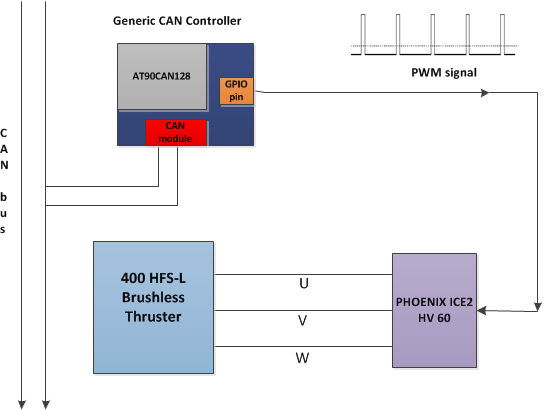 Generic CAN Controller
AT90CAN128
GPIO
pin
CAN
module
PWM signal
C
A
N
b
u
s
400 HFS-L
Brushless
Thruster
U
V
W
PHOENIX ICE2
HV 60